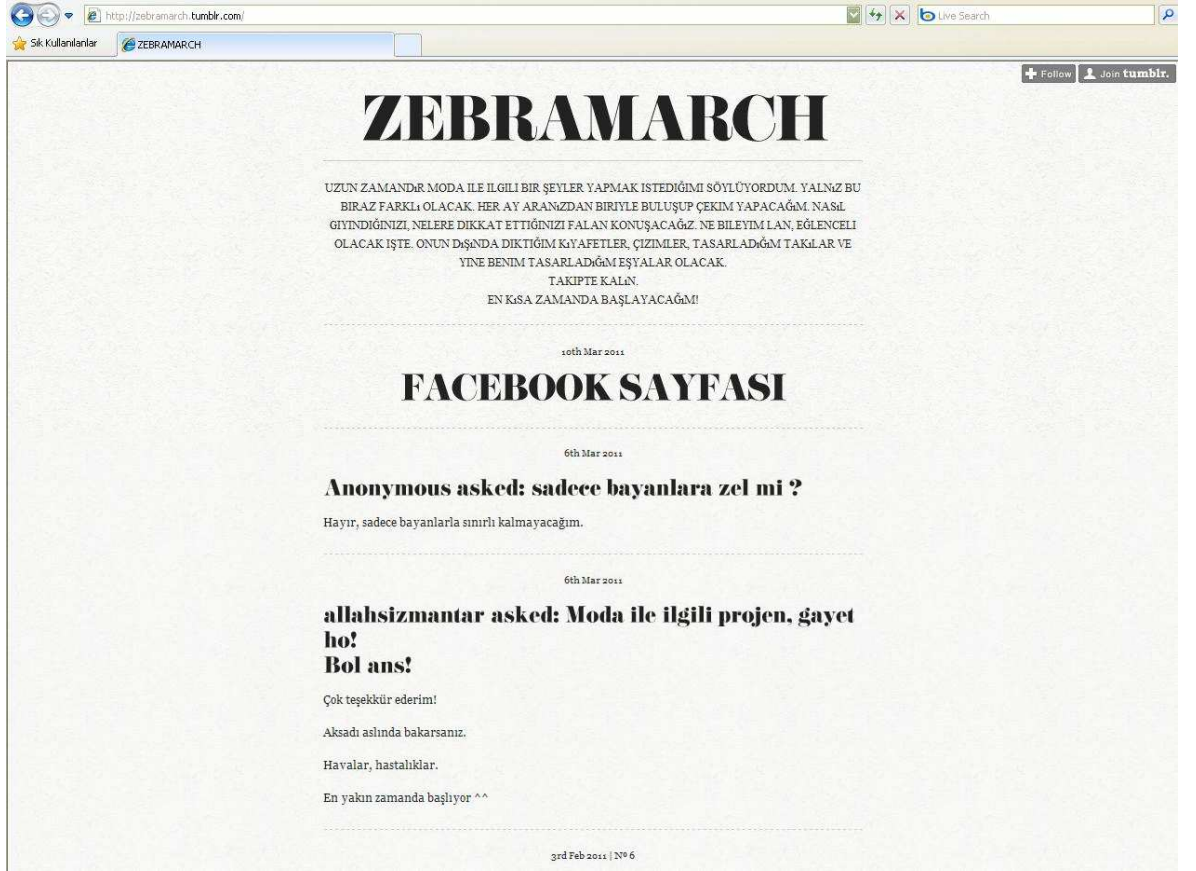 http://zebramarch.tumblr.com/
Live Search
Sık Kullanılanlar
ZEBRAMARCH
Follow
Join tumblr.
ZEBRAMARCH
UZUN ZAMANDıR MODA ILE ILGILI BIR ŞEYLER YAPMAK ISTEDIĞIMI SÖYLÜYORDUM. YALNıZ BU
BIRAZ FARKLı OLACAK. HER AY ARANıZDAN BIRIYLE BULUŞUP ÇEKIM YAPACAĞıM. NASıL
GIYINDIĞINIZI, NELERE DIKKAT ETTIĞINIZI FALAN KONUŞACAĞıZ. NE BILEYIM LAN, EĞLENCELI
OLACAK IŞTE. ONUN DıŞıNDA DIKTIĞIM KıYAFETLER, ÇIZIMLER, TASARLADıĞıM TAKıLAR VE
YINE BENIM TASARLADıĞıM EŞYALAR OLACAK.
TAKIPTE KALıN.
EN KıSA ZAMANDA BAŞLAYACAĞıM!
10th Mar 2011
FACEBOOK SAYFASI
6th Mar 2011
Anonymous asked: sadece bayanlara zel mi ?
Hayır, sadece bayanlarla sınırlı kalmayacağım.
6th Mar 2011
allahsizmantar asked: Moda ile ilgili projen, gayet
ho!
Bol ans!
Çok teşekkür ederim!
Aksadı aslında bakarsanız.
Havalar, hastalıklar.
En yakın zamanda başlıyor ^^
3rd Feb 2011 | Nº 6